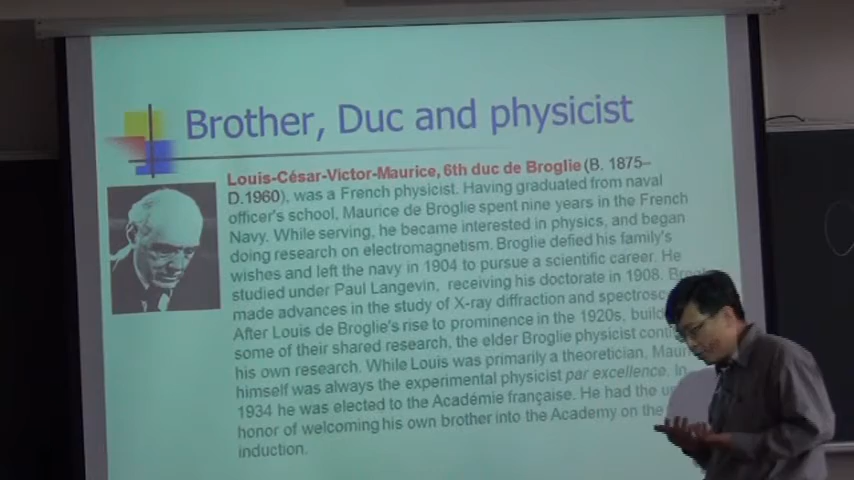 Brother, Duc and physicist
Louis-César-Victor-Maurice, 6th duc de Broglie (B. 1875–
D.1960), was a French physicist. Having graduated from naval
officer's school, Maurice de Broglie spent nine years in the French
Navy. While serving, he became interested in physics, and began
doing research on electromagnetism. Broglie defied his family's
wishes and left the navy in 1904 to pursue a scientific career. He
studied under Paul Langevin, receiving his doctorate in 1908.
made advances in the study of X-ray diffraction and
After Louis de Broglie's rise to prominence in the 1920s,
some of their shared research, the elder Broglie physicist
his own research. While Louis was primarily a theoretician,
himself was always the experimental physicist par excellence. In
1934 he was elected to the Académie française. He had the
honor of welcoming his own brother into the Academy on
induction.